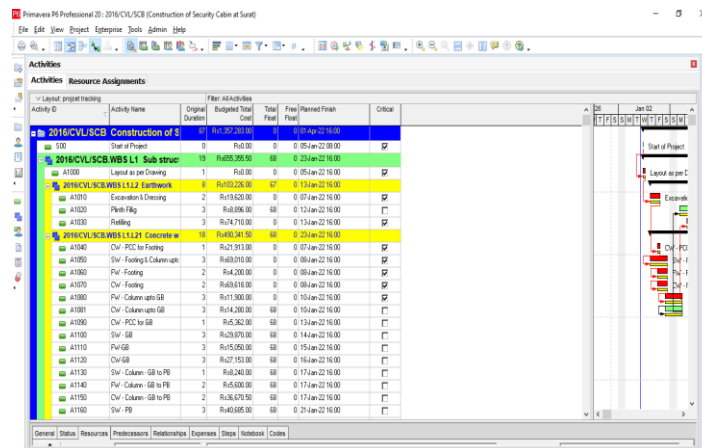 Primavera P6 Professional 20 : 2016/CVL/SCB (Construction of Security Cabin at Surat)
File Edit View Project Enterprise Tools Admin Help
Activities
Activities Resource Assignments
Layout: project tracking Filter: All Activities
Activity ID Activity Name Original Duration Budgeted Total Cost Total Float Free Float Planned Finish Critical
2016/CVL/SCB Construction of S 67 Rs1,357,283.00 0 0 01-Apr-22 16:00
S00 Start of Project 0 Rs0.00 0 0 05-Jan-22 08:00
2016/CVL/SCB.WBS L1 Sub struct 19 Rs655,355.50 68 0 23-Jan-22 16:00
A1000 Layout as per Drawing 1 Rs0.00 0 0 05-Jan-22 16:00
2016/CVL/SCB.WBS L1.L2 Earthwork 8 Rs103,226.00 67 0 13-Jan-22 16:00
A1010 Excavation & Dressing 2 Rs19,620.00 0 0 07-Jan-22 16:00
A1020 Plinth Fillig 2 Rs8,896.00 68 0 12-Jan-22 16:00
A1030 Refilling 2 Rs74,710.00 0 0 13-Jan-22 16:00
2016/CVL/SCB.WBS L1.L21 Concrete w 18 Rs490,341.50 68 0 23-Jan-22 16:00
A1040 CW - PCC for Footing 1 Rs21,913.00 0 0 07-Jan-22 16:00
A1050 SW - Footing & Column upto 3 Rs69,010.00 0 0 08-Jan-22 16:00
A1060 FW - Footing 2 Rs4,200.00 0 0 08-Jan-22 16:00
A1070 CW - Footing 2 Rs69,618.00 0 0 08-Jan-22 16:00
A1080 FW - Column upto GB 3 Rs11,900.00 0 0 10-Jan-22 16:00
A1081 CW - Column upto GB 3 Rs14,280.00 68 0 10-Jan-22 16:00
A1090 CW - PCC for GB 1 Rs5,362.00 68 0 13-Jan-22 16:00
A1100 SW - GB 3 Rs29,870.00 68 0 14-Jan-22 16:00
A1110 FW-GB 3 Rs15,050.00 68 0 15-Jan-22 16:00
A1120 CW-GB 3 Rs27,153.00 68 0 16-Jan-22 16:00
A1130 SW - Column - GB to PB 1 Rs8,240.00 68 0 17-Jan-22 16:00
A1140 FW - Column - GB to PB 2 Rs5,600.00 68 0 17-Jan-22 16:00
A1150 CW - Column - GB to PB 2 Rs36,670.50 68 0 17-Jan-22 16:00
A1160 SW - PB 3 Rs40,685.00 68 0 21-Jan-22 16:00
26 Jan 02
T F S S M T W T F S S M
Start of Project
Layout as per D
Excavati
CW - PC
SW - F
FW - F
CW - F
General Status Resources Predecessors Relationships Expenses Steps Notebook Codes